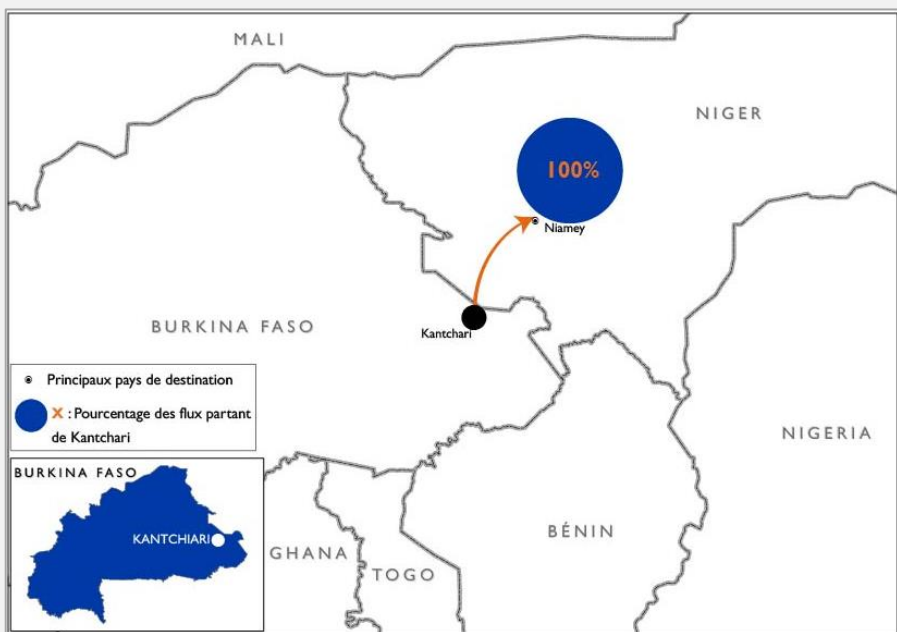 MALI
NIGER
100%
Niamey
Kantchari
BURKINA FASO
Principaux pays de destination
X : Pourcentage des flux partant
de Kantchari
NIGERIA
BURKINA FASO
KANTCHIARI
GHANA
TOGO
BÉNIN